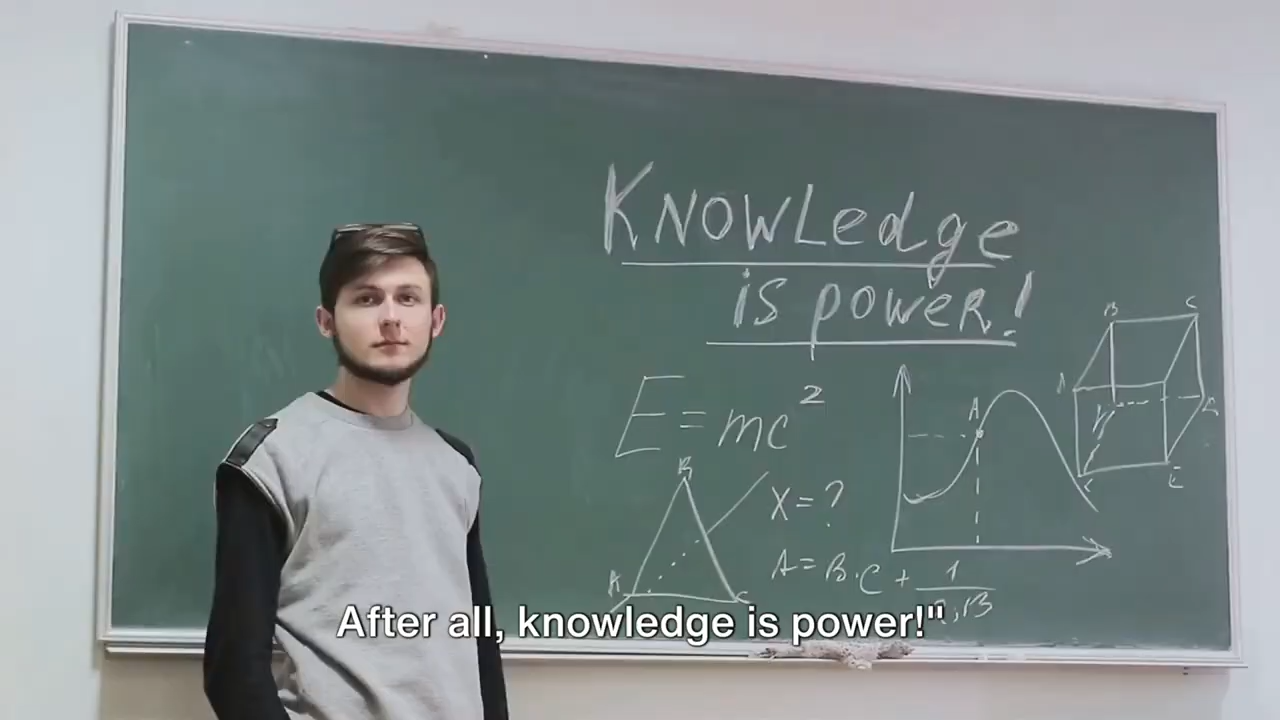 Knowledge
is power!
E = mc²
X = ?
A = B.C + 1
A
B
C
A
B
C
E
After all, knowledge is power!"